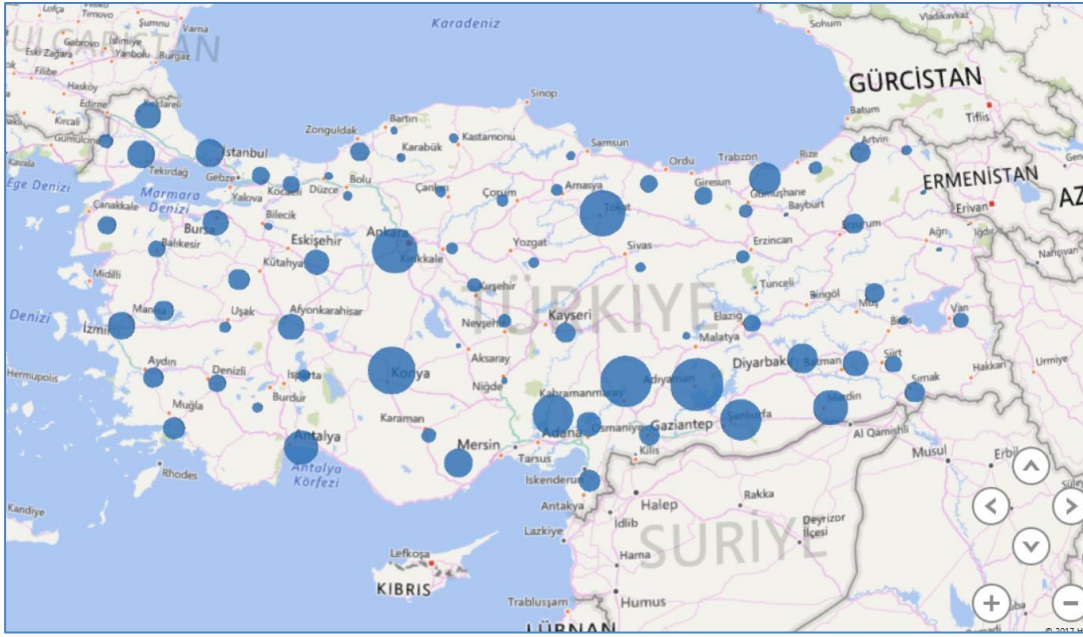 Karadeniz
BULGARİSTAN
Lofça
Timovo
Şumnu
Varna
Gabrovo
İslimiye
Yanbolu
Burgaz
Eski Zağara
Filibe
Hasköy
Edirne
Kırklareli
Kırcali
Gümülcine
Kavala
Tekirdağ
İstanbul
Gebze
Kocaeli
Yalova
Marmara
Denizi
Ege Denizi
Çanakkale
Bursa
Bilecik
Balıkesir
Eskişehir
Kütahya
Midilli
Manisa
Uşak
Afyonkarahisar
Denizi
İzmir
Aydın
Denizli
Isparta
Burdur
Hermupolis
Muğla
Antalya
Antalya
Körfezi
Rhodes
Kandiye
Zonguldak
Bartın
Karabük
Kastamonu
Düzce
Bolu
Çankırı
Çorum
Sinop
Samsun
Amasya
Tokat
Ordu
Giresun
Trabzon
Gümüşhane
Rize
Bayburt
Artvin
Batum
Sohum
Vladikavkaz
GÜRCİSTAN
Tiflis
ERMENİSTAN
Erivan
AZ
Iğdır
Nahçıvan
Ankara
Kırıkkale
Yozgat
Sivas
Erzincan
Erzurum
Ağrı
TÜRKIYE
Kırşehir
Nevşehir
Kayseri
Tunceli
Bingöl
Muş
Elazığ
Malatya
Bitlis
Van
Aksaray
Niğde
Konya
Karaman
Mersin
Tarsus
Adana
Osmaniye
Kahramanmaraş
Adıyaman
Gaziantep
Kilis
Şanlıurfa
Diyarbakır
Batman
Siirt
Mardin
Şırnak
Hakkari
Urmiye
Al Qamishli
Musul
Erbil
İskenderun
Antakya
Halep
İdlib
Rakka
Deyrizor
İlçesi
SURİYE
Lazkiye
Hama
Humus
Trablusşam
LÜBNAN
Lefkoşa
KIBRIS
© 2017 H